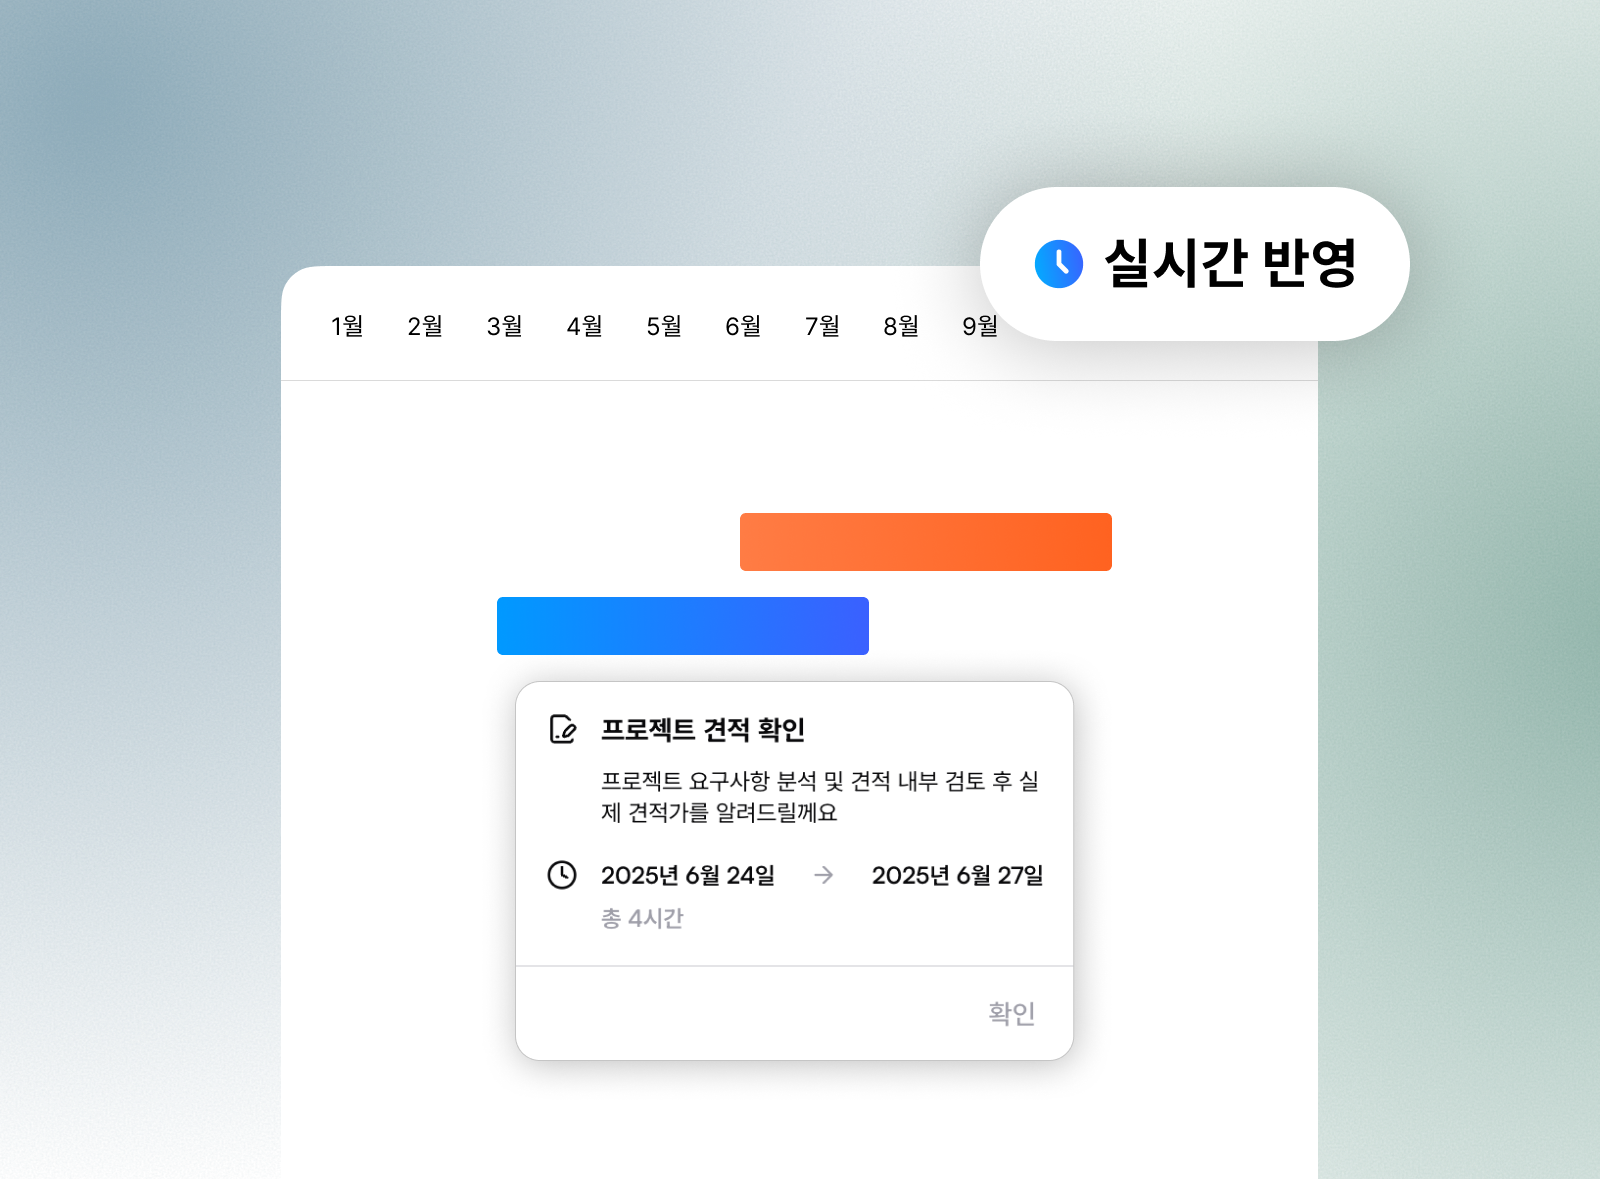 실시간 반영
1월 2월 3월 4월 5월 6월 7월 8월 9월
프로젝트 견적 확인
프로젝트 요구사항 분석 및 견적 내부 검토 후 실
제 견적가를 알려드릴께요
2025년 6월 24일 → 2025년 6월 27일
총 4시간
확인